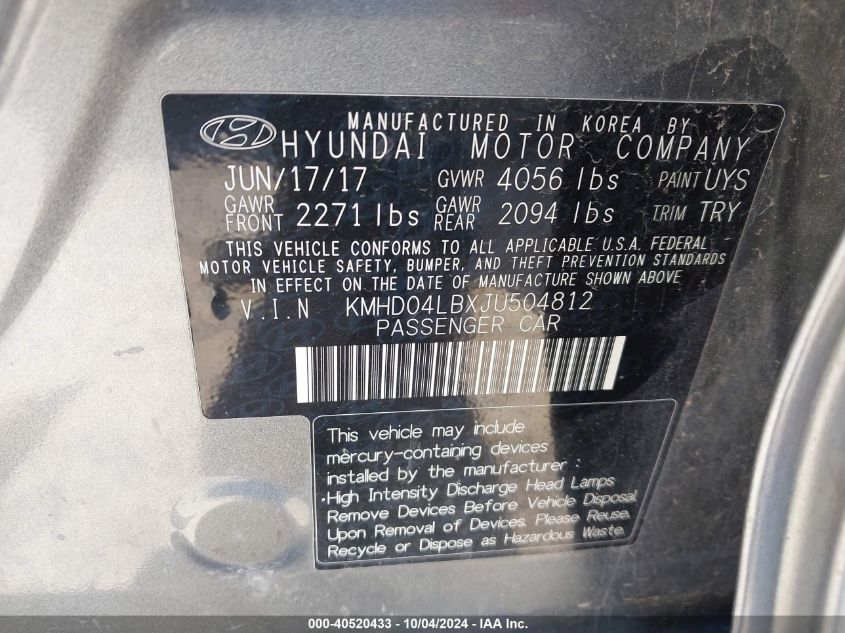 MANUFACTURED IN KOREA BY
HYUNDAI MOTOR COMPANY
JUN/17/17 GVWR 4056 lbs PAINT UYS
GAWR FRONT 2271 lbs GAWR REAR 2094 lbs TRIM TRY
THIS VEHICLE CONFORMS TO ALL APPLICABLE U.S.A. FEDERAL
MOTOR VEHICLE SAFETY, BUMPER, AND THEFT PREVENTION STANDARDS
IN EFFECT ON THE DATE OF MANUFACTURE SHOWN ABOVE
V.I.N KMHD04LBXJU504812
PASSENGER CAR
This vehicle may include
mercury-containing devices
installed by the manufacturer :
·High Intensity Discharge Head Lamps
Remove Devices Before Vehicle Disposal.
Upon Removal of Devices. Please Reuse.
Recycle or Dispose as Hazardous Waste.
000-40520433 - 10/04/2024 - IAA Inc.